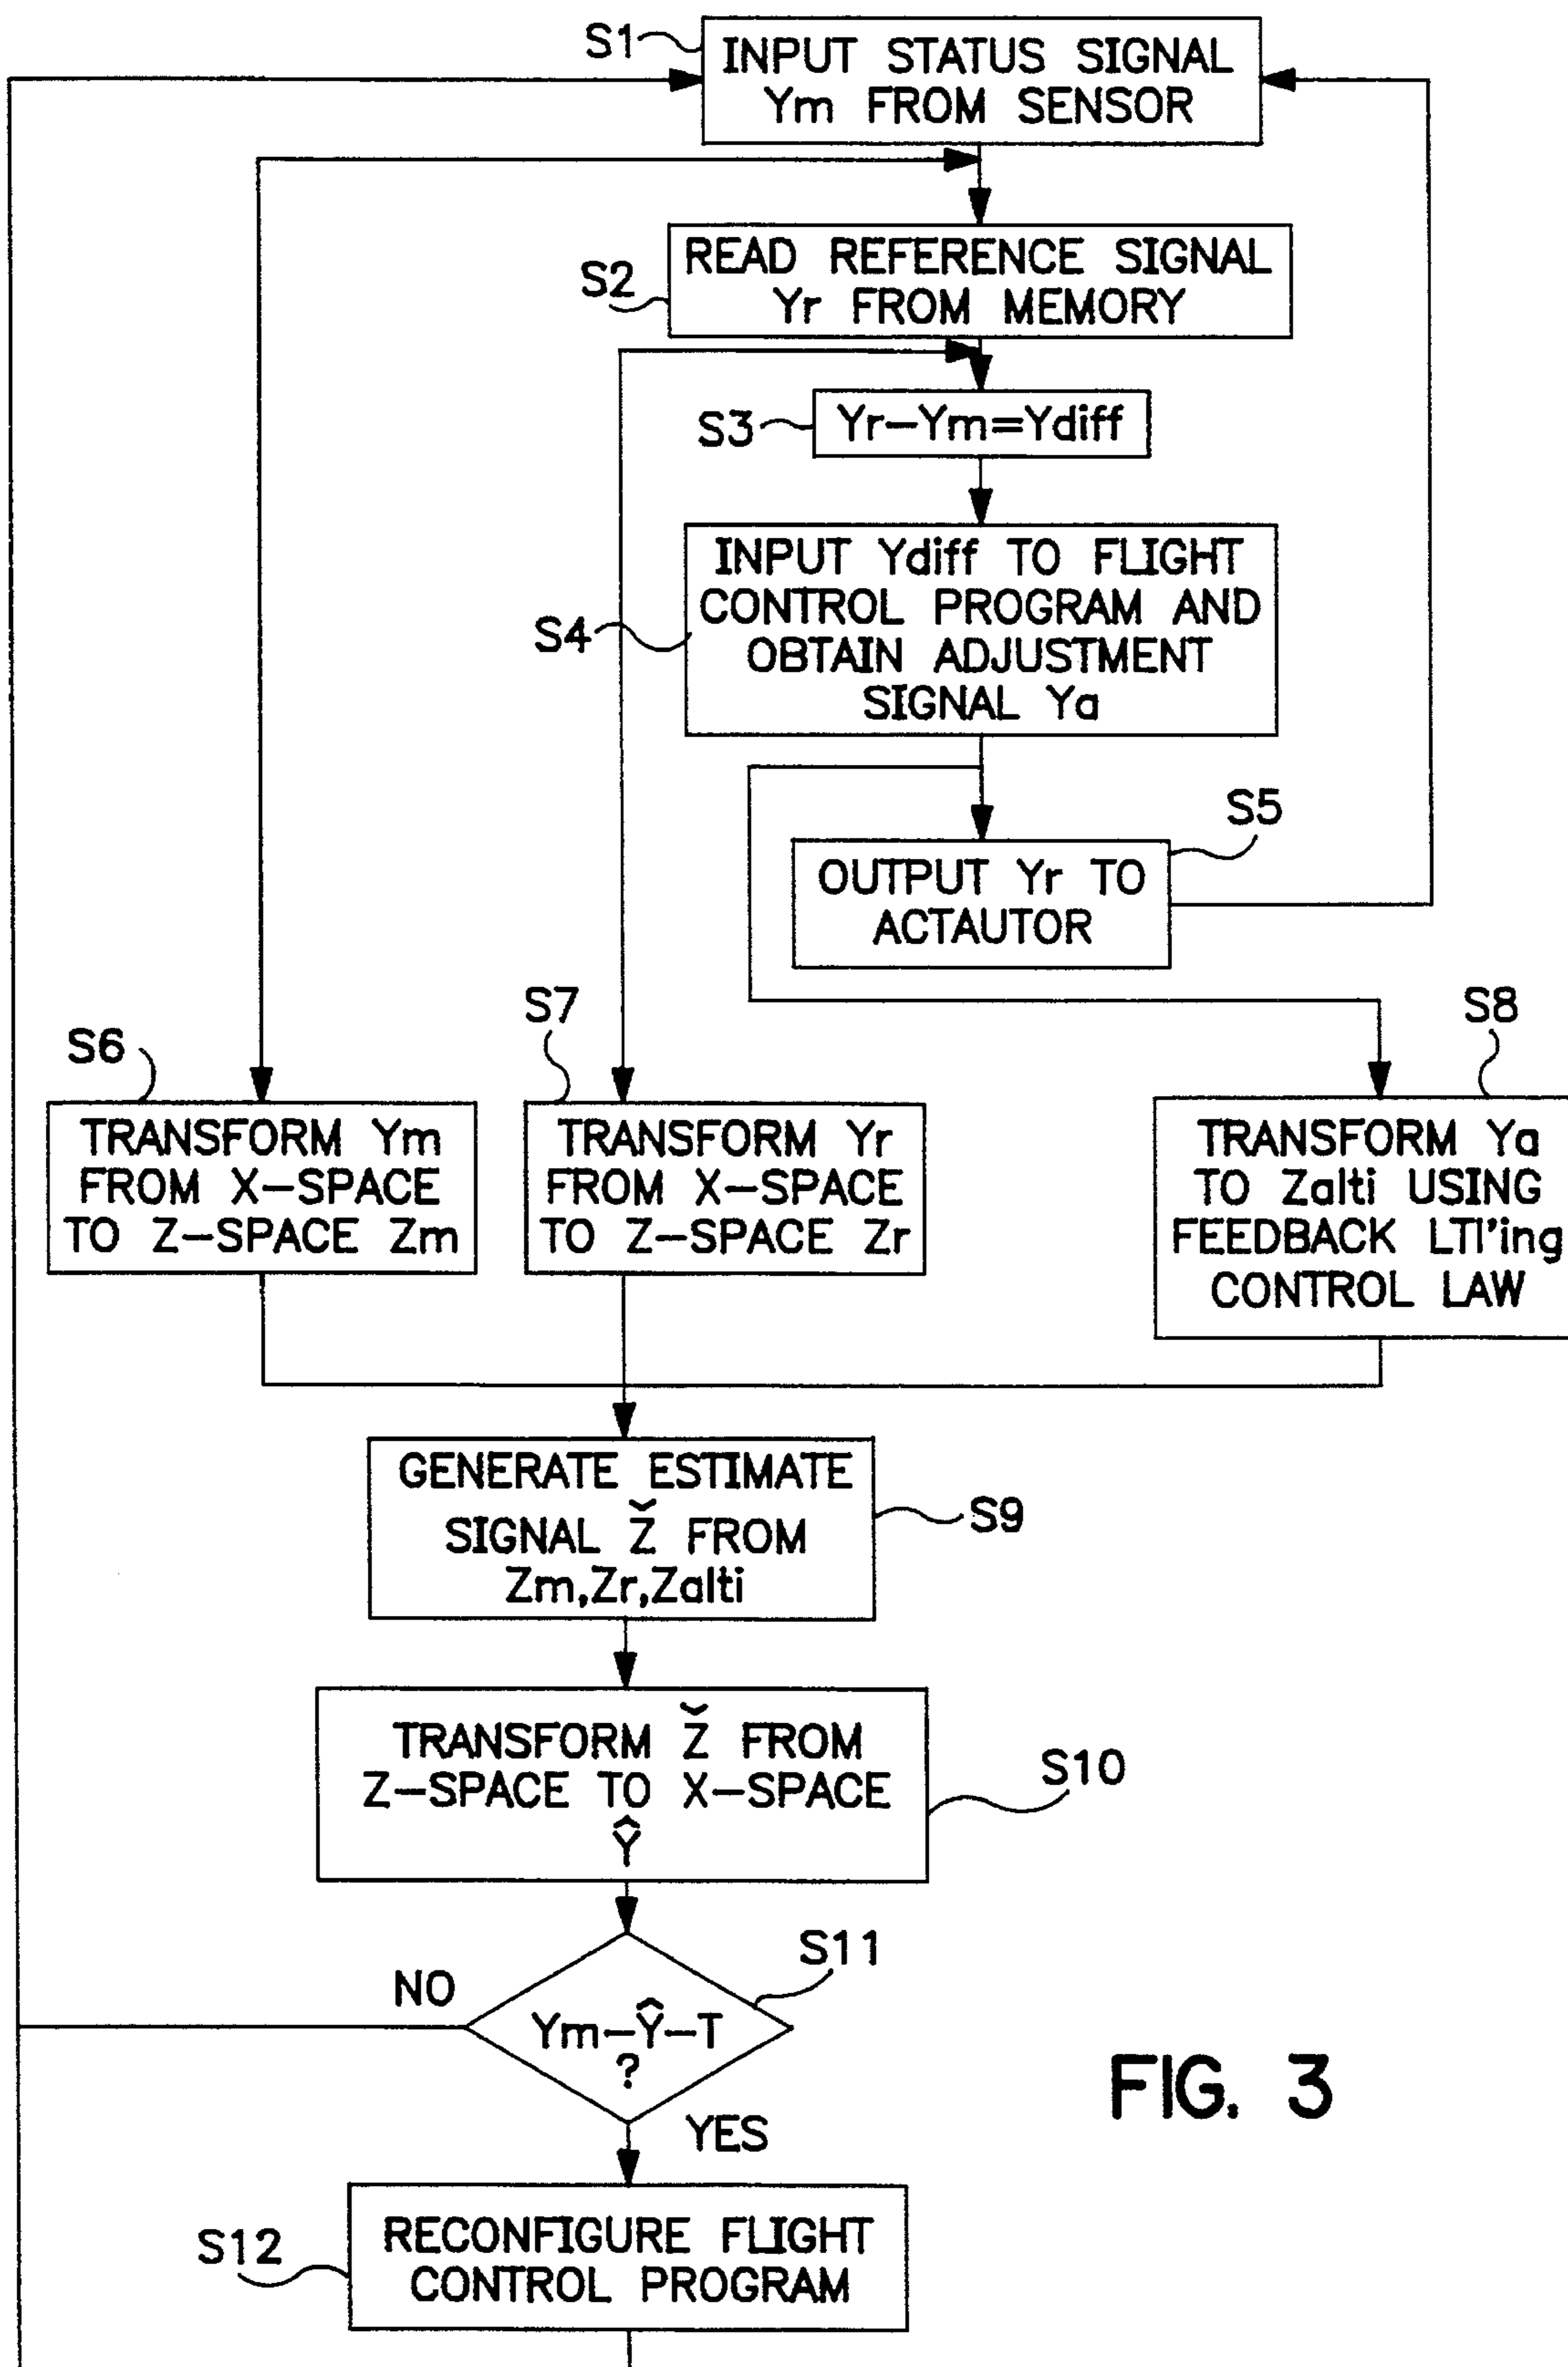 S1
INPUT STATUS SIGNAL
Ym FROM SENSOR
S2
READ REFERENCE SIGNAL
Yr FROM MEMORY
S3
Yr–Ym=Ydiff
S4
INPUT Ydiff TO FLIGHT
CONTROL PROGRAM AND
OBTAIN ADJUSTMENT
SIGNAL Ya
S5
OUTPUT Yr TO
ACTAUTOR
S6
TRANSFORM Ym
FROM X–SPACE
TO Z–SPACE Zm
S7
TRANSFORM Yr
FROM X–SPACE
TO Z–SPACE Zr
S8
TRANSFORM Ya
TO Zalti USING
FEEDBACK LTI'ing
CONTROL LAW
S9
GENERATE ESTIMATE
SIGNAL Z̆ FROM
Zm,Zr,Zalti
S10
TRANSFORM Z̆ FROM
Z–SPACE TO X–SPACE
Ŷ
S11
NO
Ym–Ŷ–T
?
YES
S12
RECONFIGURE FLIGHT
CONTROL PROGRAM
FIG. 3